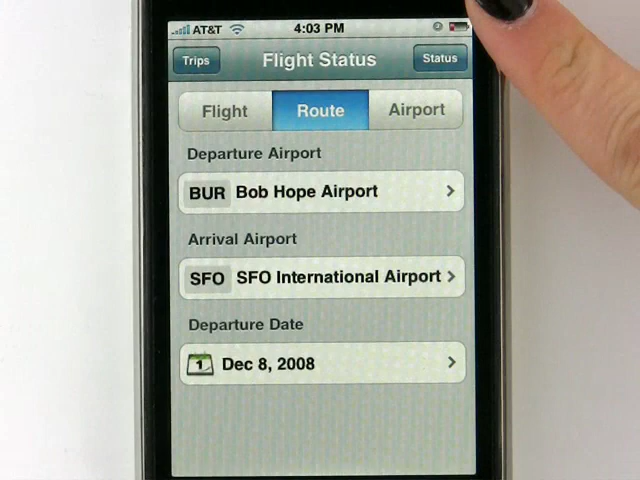 AT&T 4:03 PM
Trips Flight Status Status
Flight Route Airport
Departure Airport
BUR Bob Hope Airport
Arrival Airport
SFO SFO International Airport
Departure Date
1 Dec 8, 2008